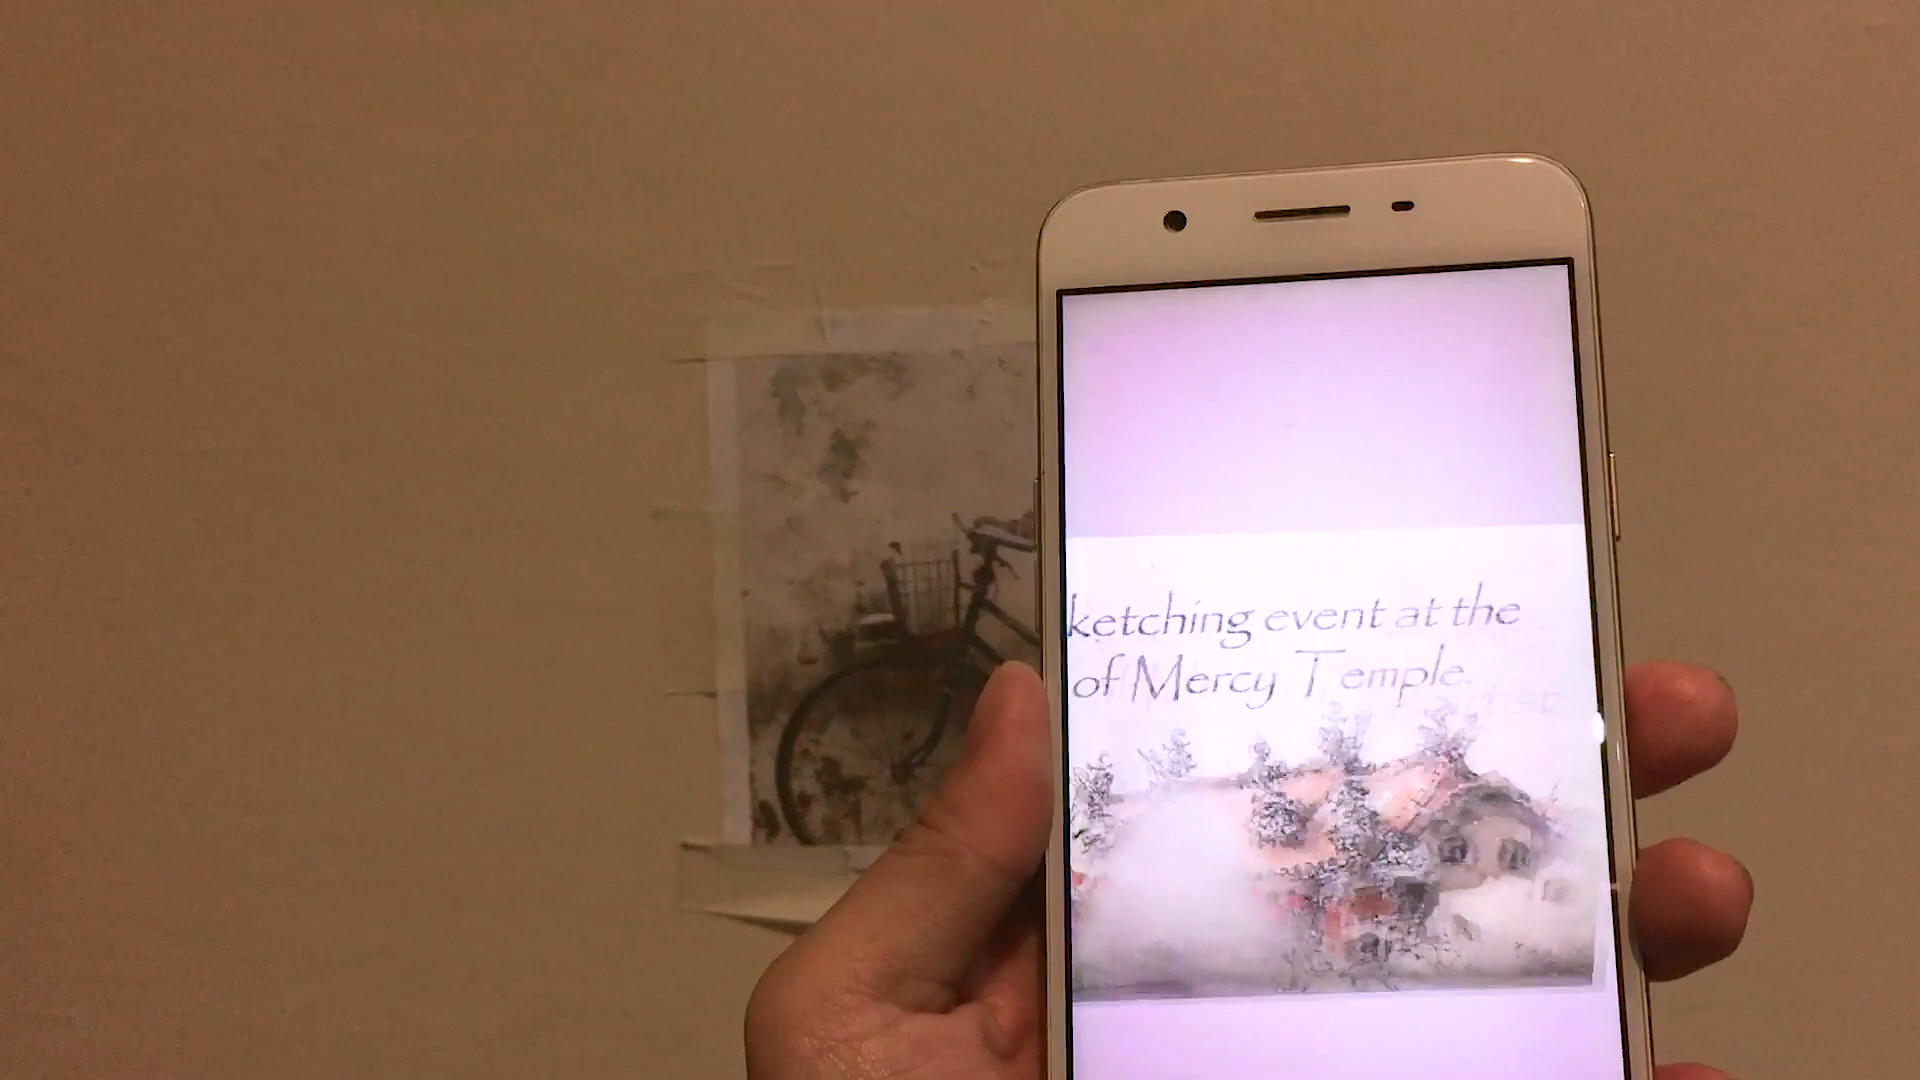 ketching event at the
of Mercy Temple.